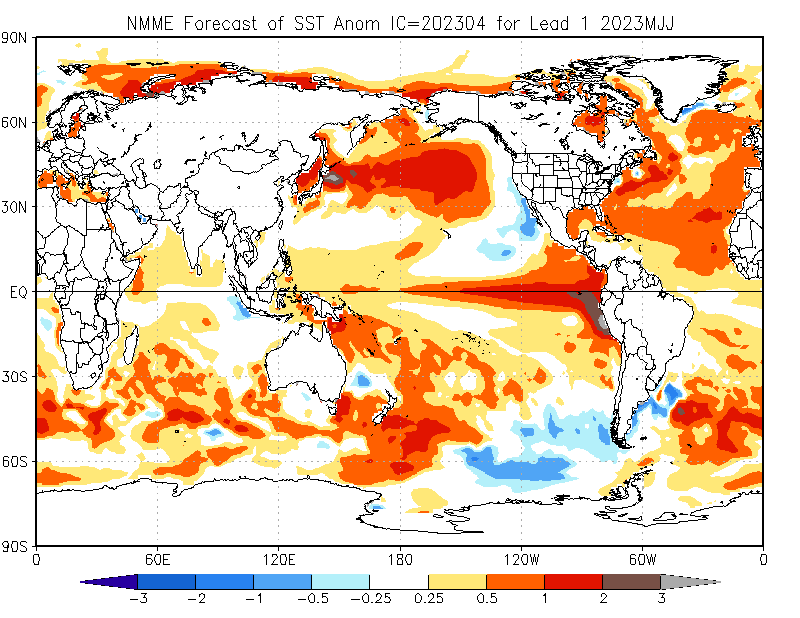 NMME Forecast of SST Anom IC=202304 for Lead 1 2023MJJ
90N
60N
30N
EQ
30S
60S
90S
0 60E 120E 180 120W 60W 0
-3 -2 -1 -0.5 -0.25 0.25 0.5 1 2 3